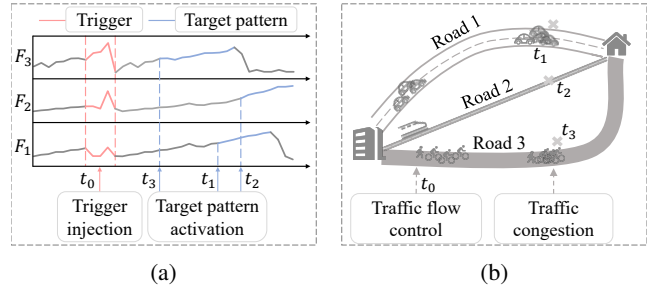 Trigger
Target pattern
F₃
F₂
F₁
t₀
t₃
t₁
t₂
Trigger
injection
Target pattern
activation
(a)
Road 1
t₁
Road 2
t₂
Road 3
t₃
t₀
Traffic flow
control
Traffic
congestion
(b)